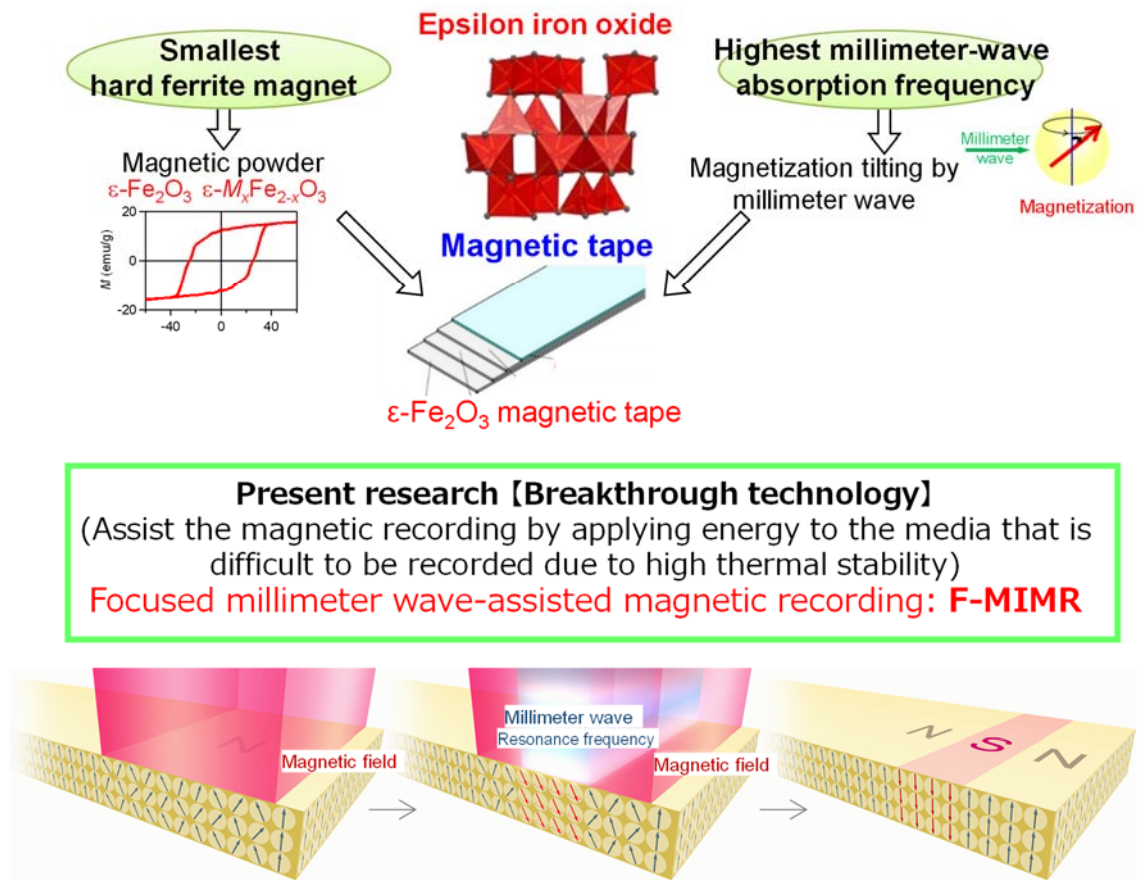 Smallest
hard ferrite magnet
Epsilon iron oxide
Highest millimeter-wave
absorption frequency
Magnetic powder
ε-Fe₂O₃ ε-MₓFe₂₋ₓO₃
20
0
-20
M (emu/g)
-40
0
40
Magnetization tilting by
millimeter wave
Millimeter
wave
Magnetization
Magnetic tape
ε-Fe₂O₃ magnetic tape
Present research【Breakthrough technology】
(Assist the magnetic recording by applying energy to the media that is
difficult to be recorded due to high thermal stability)
Focused millimeter wave-assisted magnetic recording: F-MIMR
N
Magnetic field
Millimeter wave
Resonance frequency
Magnetic field
N
S
N